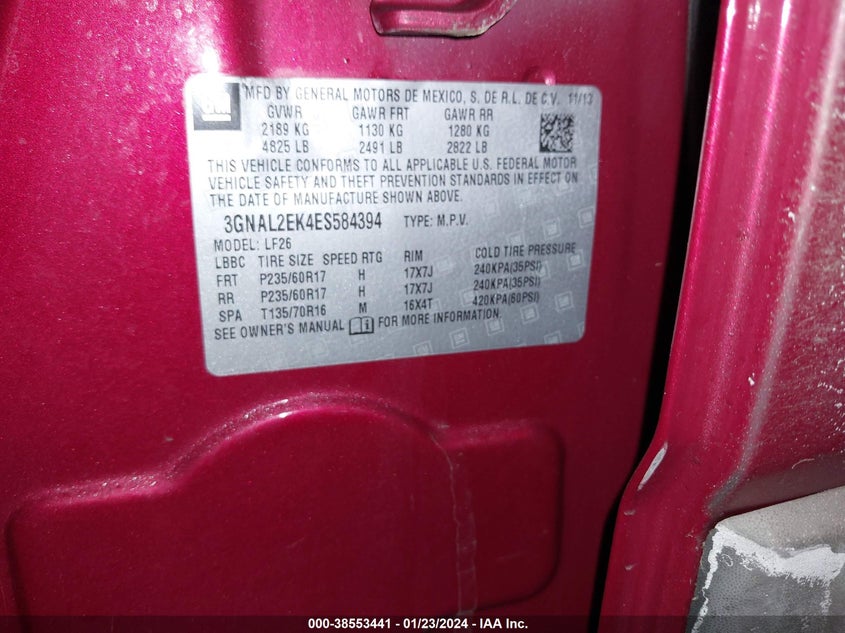 GM MFD BY GENERAL MOTORS DE MEXICO, S. DE R.L. DE C.V. 11/13
GVWR GAWR FRT GAWR RR
2189 KG 1130 KG 1280 KG
4825 LB 2491 LB 2822 LB
THIS VEHICLE CONFORMS TO ALL APPLICABLE U.S. FEDERAL MOTOR
VEHICLE SAFETY AND THEFT PREVENTION STANDARDS IN EFFECT ON
THE DATE OF MANUFACTURE SHOWN ABOVE.
3GNAL2EK4ES584394 TYPE: M.P.V.
MODEL: LF26
LBBC TIRE SIZE SPEED RTG RIM COLD TIRE PRESSURE
FRT P235/60R17 H 17X7J 240KPA(35PSI)
RR P235/60R17 H 17X7J 240KPA(35PSI)
SPA T135/70R16 M 16X4T 420KPA(60PSI)
SEE OWNER'S MANUAL FOR MORE INFORMATION.
000-38553441 - 01/23/2024 - IAA Inc.